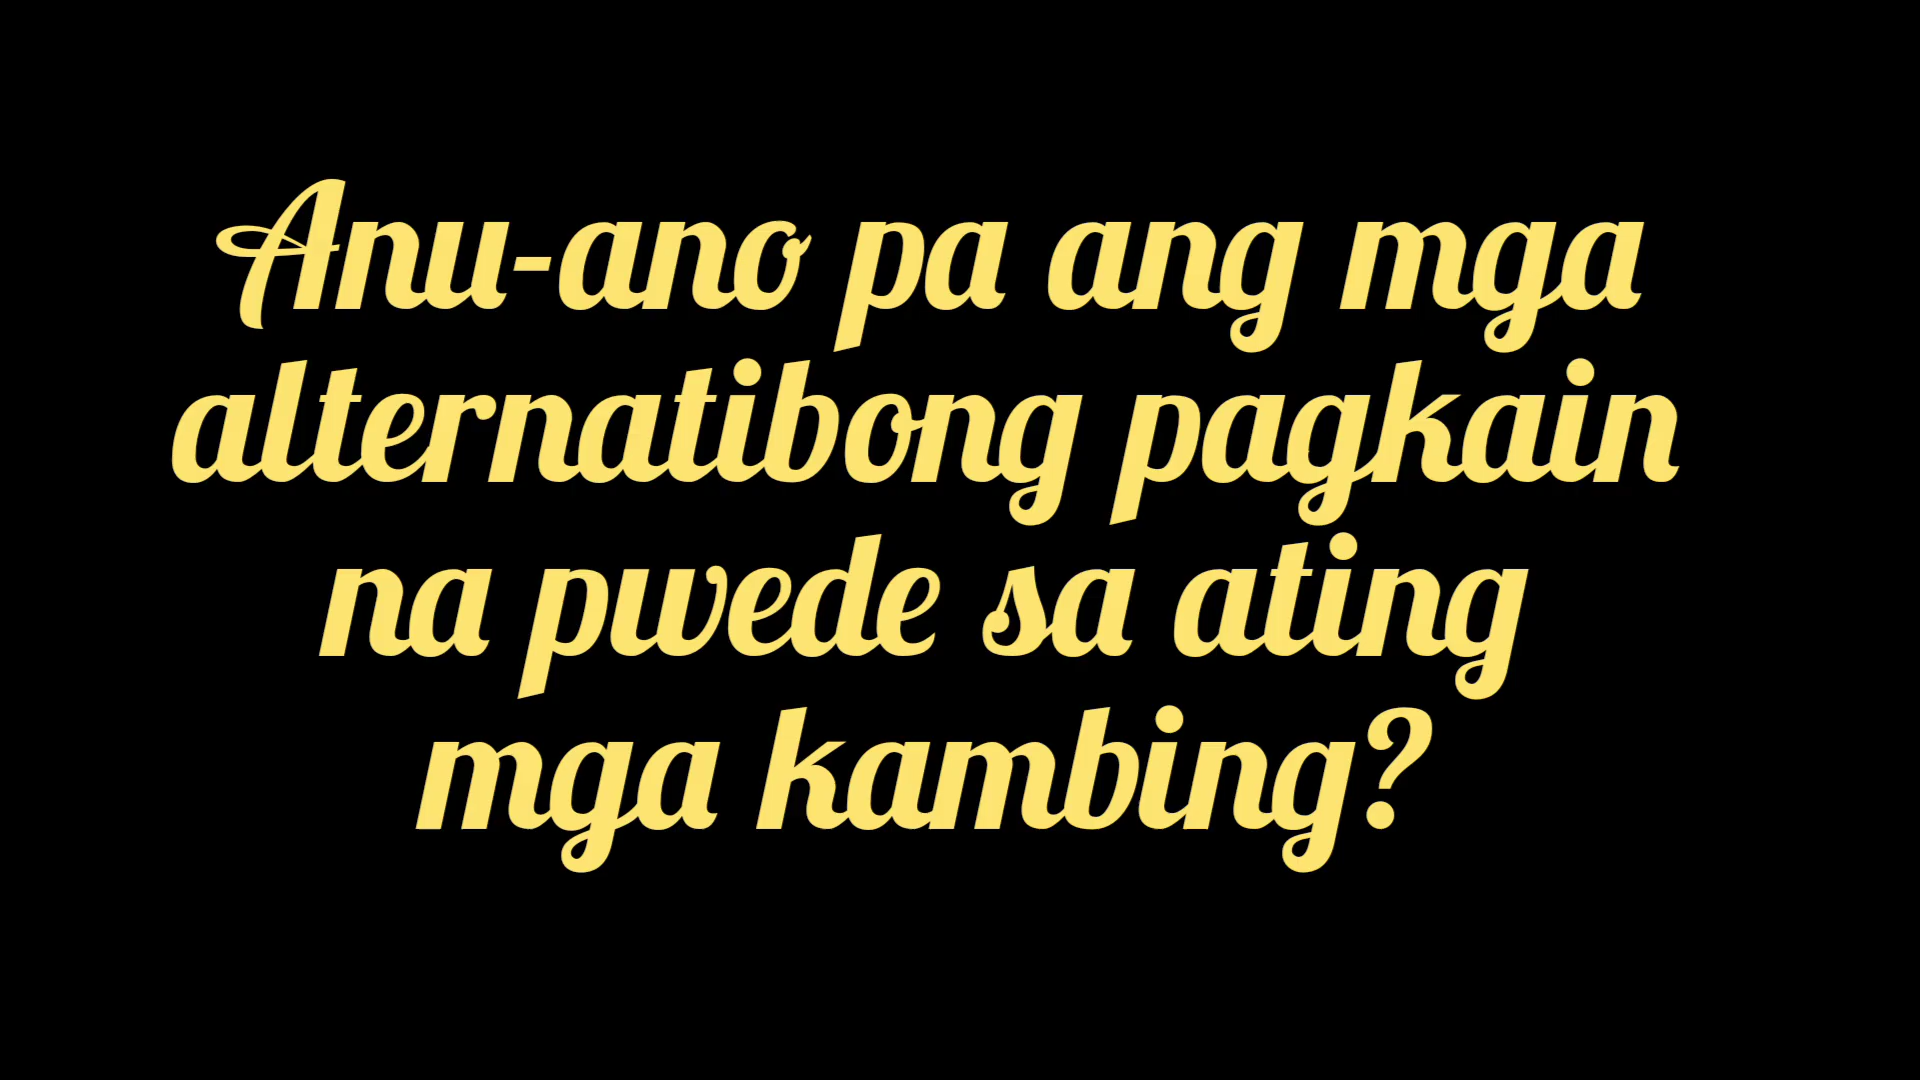 Anu-ano pa ang mga
alternatibong pagkain
na pwede sa ating
mga kambing?